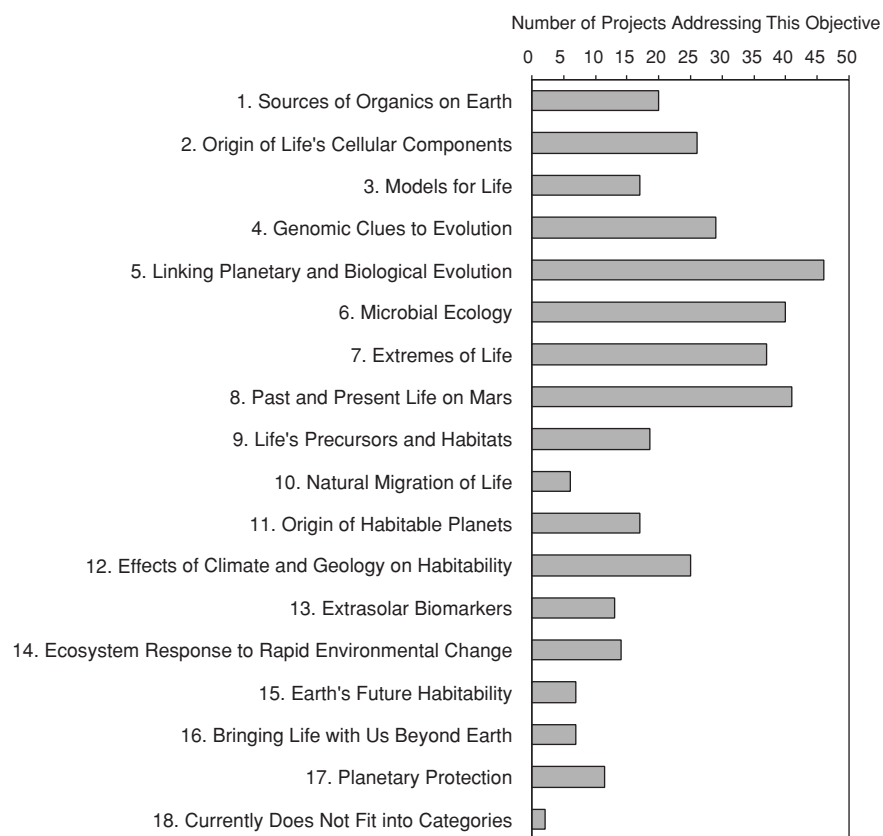 Number of Projects Addressing This Objective
0 5 10 15 20 25 30 35 40 45 50
1. Sources of Organics on Earth
2. Origin of Life's Cellular Components
3. Models for Life
4. Genomic Clues to Evolution
5. Linking Planetary and Biological Evolution
6. Microbial Ecology
7. Extremes of Life
8. Past and Present Life on Mars
9. Life's Precursors and Habitats
10. Natural Migration of Life
11. Origin of Habitable Planets
12. Effects of Climate and Geology on Habitability
13. Extrasolar Biomarkers
14. Ecosystem Response to Rapid Environmental Change
15. Earth's Future Habitability
16. Bringing Life with Us Beyond Earth
17. Planetary Protection
18. Currently Does Not Fit into Categories